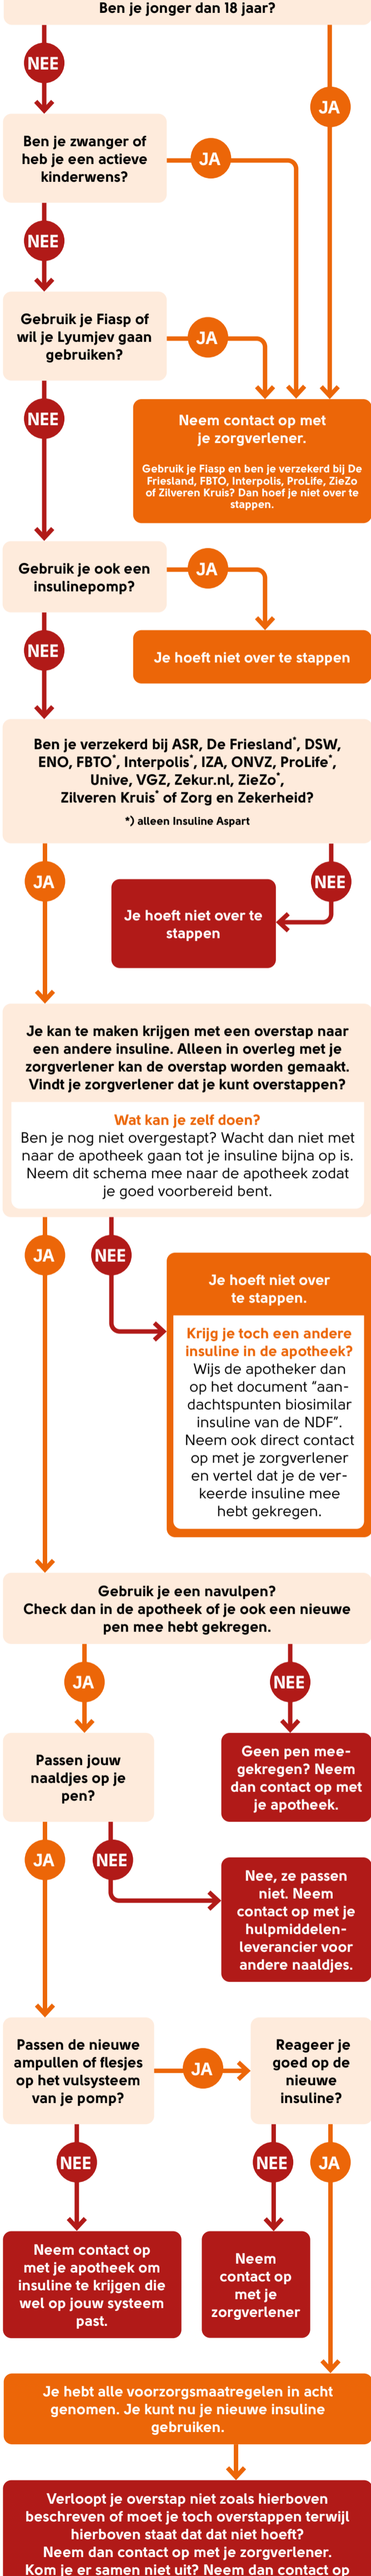 Ben je jonger dan 18 jaar?
NEE
JA
Ben je zwanger of
heb je een actieve
kinderwens?
JA
NEE
Gebruik je Fiasp of
wil je Lyumjev gaan
gebruiken?
JA
NEE
Neem contact op met
je zorgverlener.
Gebruik je Fiasp en ben je verzekerd bij De
Friesland, FBTO, Interpolis, ProLife, ZieZo
of Zilveren Kruis? Dan hoef je niet over te
stappen.
Gebruik je ook een
insulinepomp?
JA
NEE
Je hoeft niet over te stappen
Ben je verzekerd bij ASR, De Friesland*, DSW,
ENO, FBTO*, Interpolis*, IZA, ONVZ, ProLife*,
Unive, VGZ, Zekur.nl, ZieZo*,
Zilveren Kruis* of Zorg en Zekerheid?
*) alleen Insuline Aspart
JA
NEE
Je hoeft niet over te
stappen
Je kan te maken krijgen met een overstap naar
een andere insuline. Alleen in overleg met je
zorgverlener kan de overstap worden gemaakt.
Vindt je zorgverlener dat je kunt overstappen?
Wat kan je zelf doen?
Ben je nog niet overgestapt? Wacht dan niet met
naar de apotheek gaan tot je insuline bijna op is.
Neem dit schema mee naar de apotheek zodat
je goed voorbereid bent.
JA
NEE
Je hoeft niet over
te stappen.
Krijg je toch een andere
insuline in de apotheek?
Wijs de apotheker dan
op het document “aan-
dachtspunten biosimilar
insuline van de NDF”.
Neem ook direct contact
op met je zorgverlener
en vertel dat je de ver-
keerde insuline mee
hebt gekregen.
Gebruik je een navulpen?
Check dan in de apotheek of je ook een nieuwe
pen mee hebt gekregen.
JA
NEE
Passen jouw
naaldjes op je
pen?
Geen pen mee-
gekregen? Neem
dan contact op met
je apotheek.
JA
NEE
Nee, ze passen
niet. Neem
contact op met je
hulpmiddelen-
leverancier voor
andere naaldjes.
Passen de nieuwe
ampullen of flesjes
op het vulsysteem
van je pomp?
JA
Reageer je
goed op de
nieuwe
insuline?
NEE
NEE
JA
Neem contact op
met je apotheek om
insuline te krijgen die
wel op jouw systeem
past.
Neem
contact op
met je
zorgverlener
Je hebt alle voorzorgsmaatregelen in acht
genomen. Je kunt nu je nieuwe insuline
gebruiken.
Verloopt je overstap niet zoals hierboven
beschreven of moet je toch overstappen terwijl
hierboven staat dat dat niet hoeft?
Neem dan contact op met je zorgverlener.
Kom je er samen niet uit? Neem dan contact op